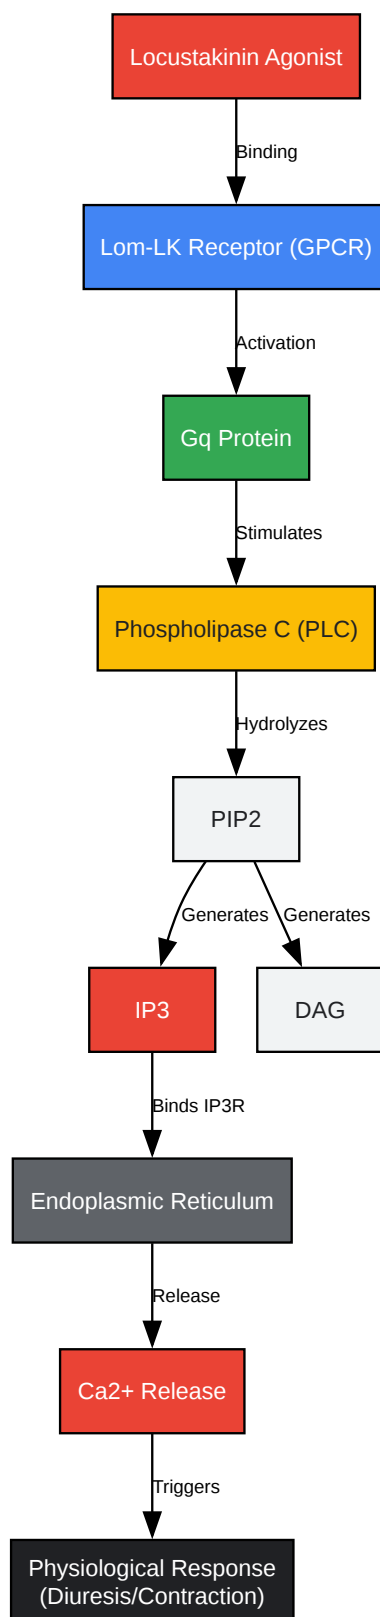 Locustakinin Agonist
Binding
Lom-LK Receptor (GPCR)
Activation
Gq Protein
Stimulates
Phospholipase C (PLC)
Hydrolyzes
PIP2
Generates
Generates
IP3
DAG
Binds IP3R
Endoplasmic Reticulum
Release
Ca2+ Release
Triggers
Physiological Response
(Diuresis/Contraction)